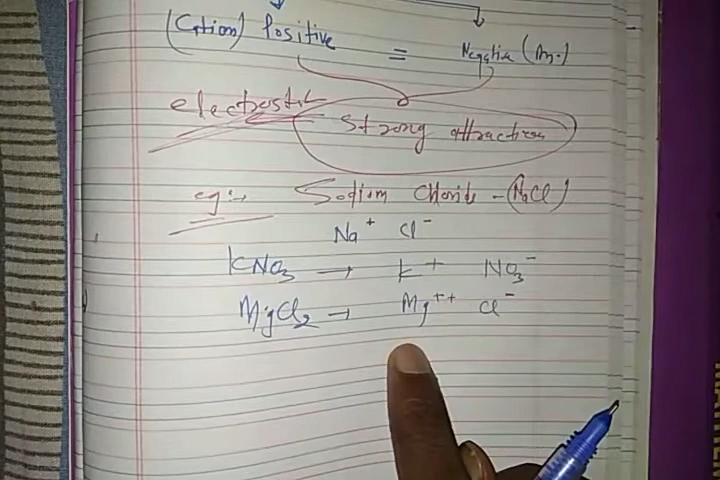 (Cation) Positive = Negative (An-)
electrostatic
Strong attraction
eg:→ Sodium Chloride - (NaCl)
Na+ Cl-
KNO3 → K+ NO3-
MgCl2 → Mg++ Cl-